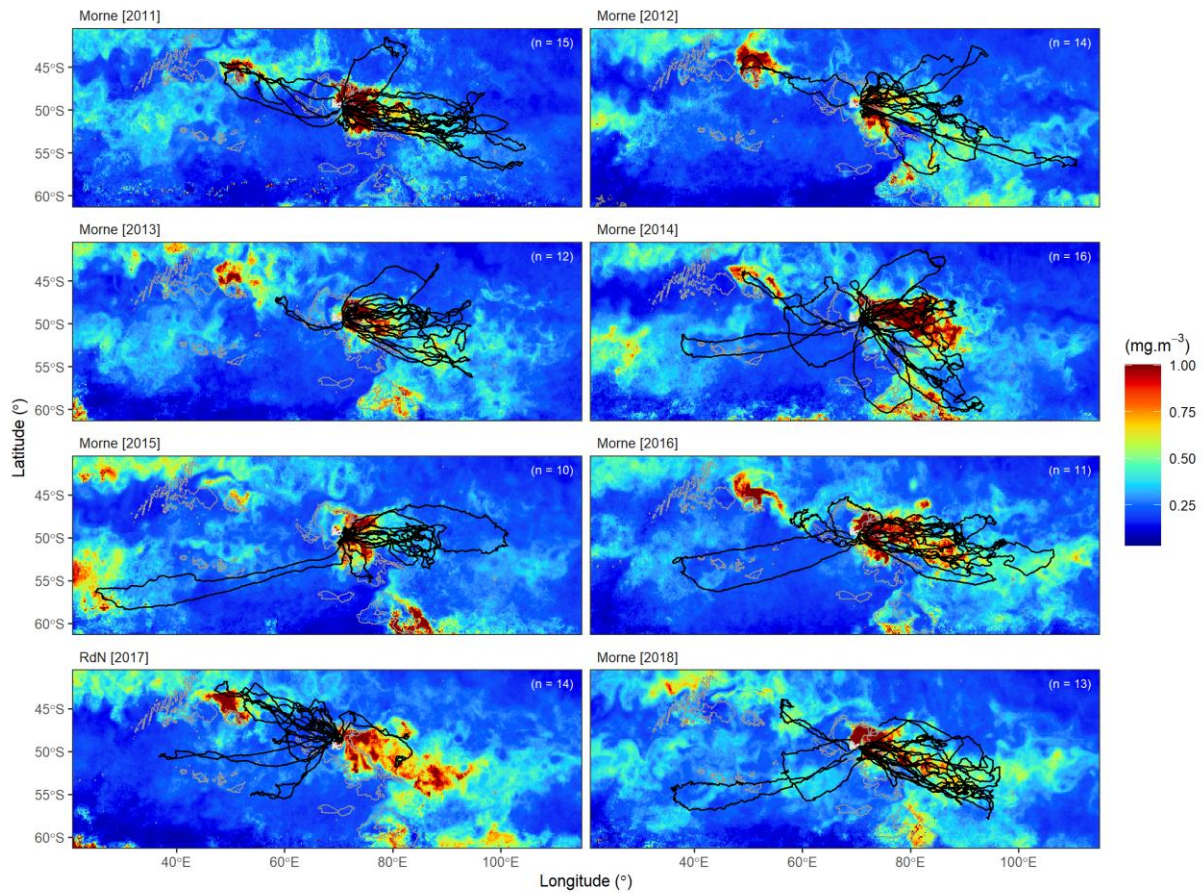 Morne [2011]
(n = 15)
Morne [2012]
(n = 14)
45°S
50°S
55°S
60°S
Morne [2013]
(n = 12)
Morne [2014]
(n = 16)
45°S
50°S
55°S
60°S
Morne [2015]
(n = 10)
Morne [2016]
(n = 11)
45°S
50°S
55°S
60°S
RdN [2017]
(n = 14)
Morne [2018]
(n = 13)
45°S
50°S
55°S
60°S
40°E
60°E
80°E
100°E
40°E
60°E
80°E
100°E
Longitude (°)
Latitude (°)
(mg.m⁻³)
1.00
0.75
0.50
0.25